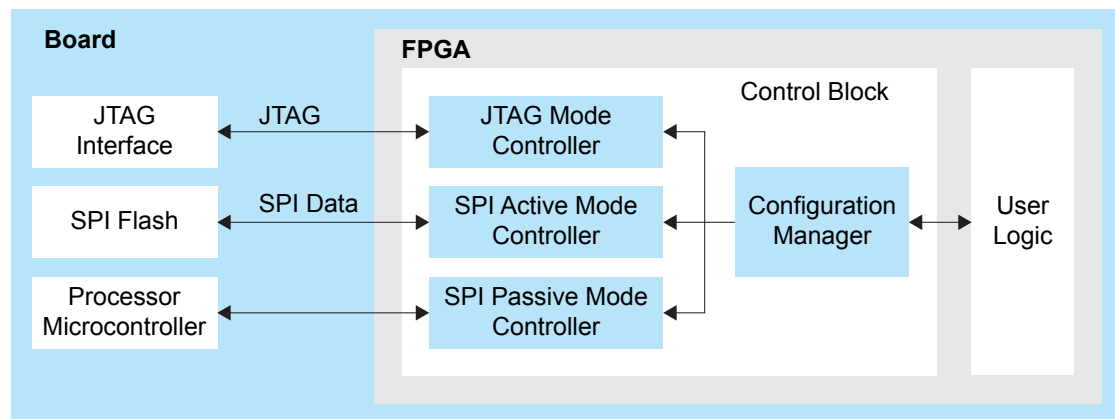 Board
FPGA
Control Block
JTAG
Interface
JTAG
JTAG Mode
Controller
SPI Flash
SPI Data
SPI Active Mode
Controller
Configuration
Manager
User
Logic
Processor
Microcontroller
SPI Passive Mode
Controller